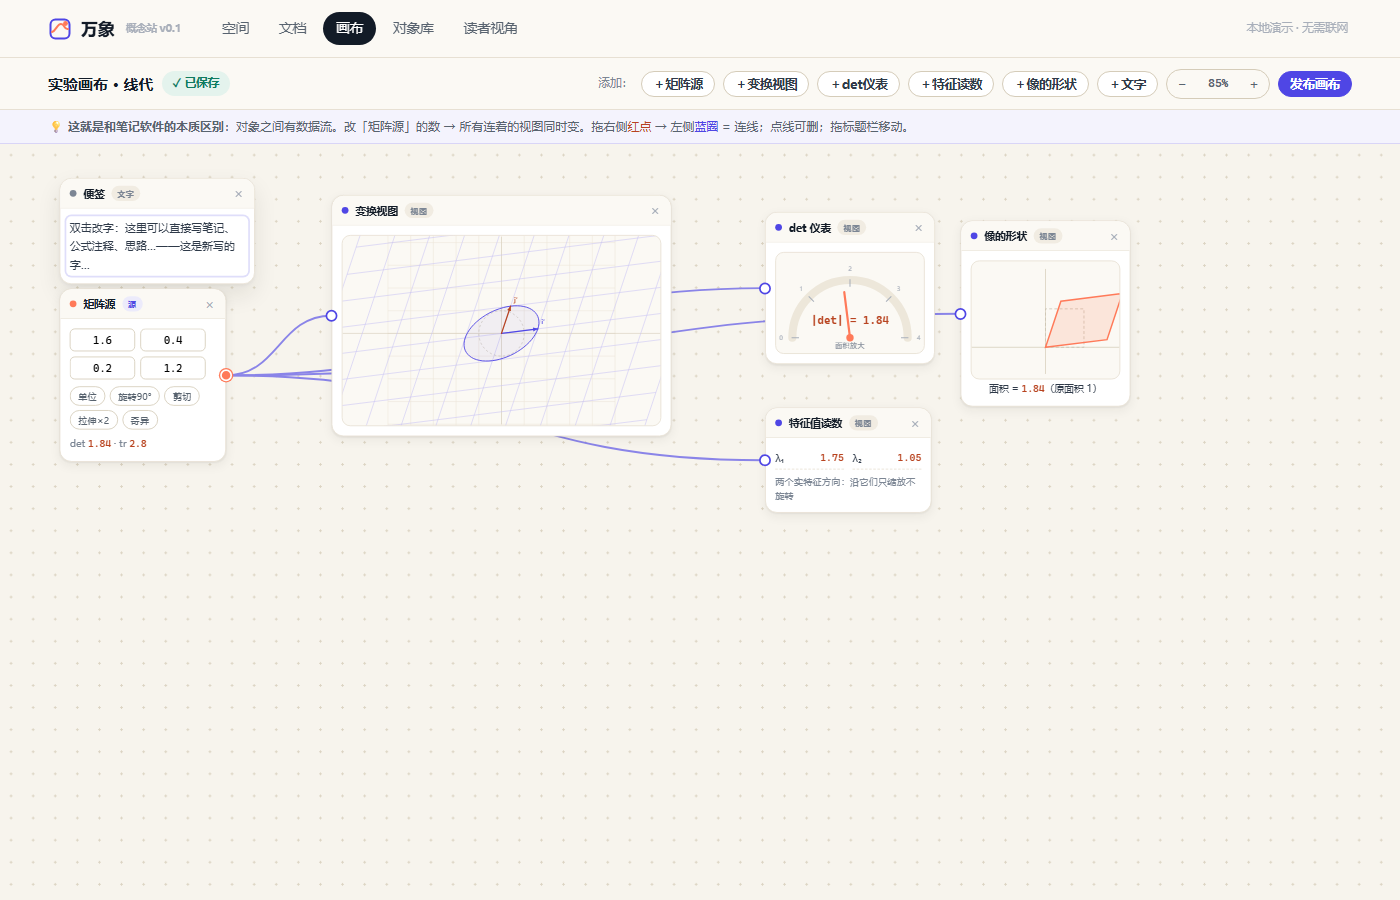 万象 概念站 v0.1 空间 文档 画布 对象库 读者视角 本地演示 · 无需联网
实验画布 · 线代 ✓ 已保存 添加: +矩阵源 +变换视图 +det仪表 +特征读数 +像的形状 +文字 − 85% + 发布画布
💡 这就是和笔记软件的本质区别：对象之间有数据流。改「矩阵源」的数 → 所有连着的视图同时变。拖右侧红点 → 左侧蓝圆 = 连线；点线可删；拖标题栏移动。
便签 文字 ×
双击改字：这里可以直接写笔记、
公式注释、思路…——这是新写的
字…
矩阵源 源 ×
1.6 0.4
0.2 1.2
单位 旋转90° 剪切
拉伸×2 奇异
det 1.84 · tr 2.8
变换视图 视图 ×
det 仪表 视图 ×
0 1 2 3 4
|det| = 1.84
面积放大
像的形状 视图 ×
面积 = 1.84（原面积 1）
特征值读数 视图 ×
λ₁ 1.75 λ₂ 1.05
两个实特征方向：沿它们只缩放不
旋转